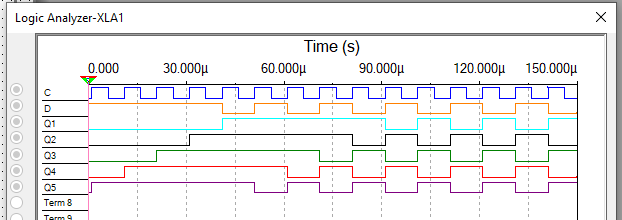 Logic Analyzer-XLA1
Time (s)
0.000 30.000µ 60.000µ 90.000µ 120.000µ 150.000µ
C
D
Q1
Q2
Q3
Q4
Q5
Term 8
Term 9